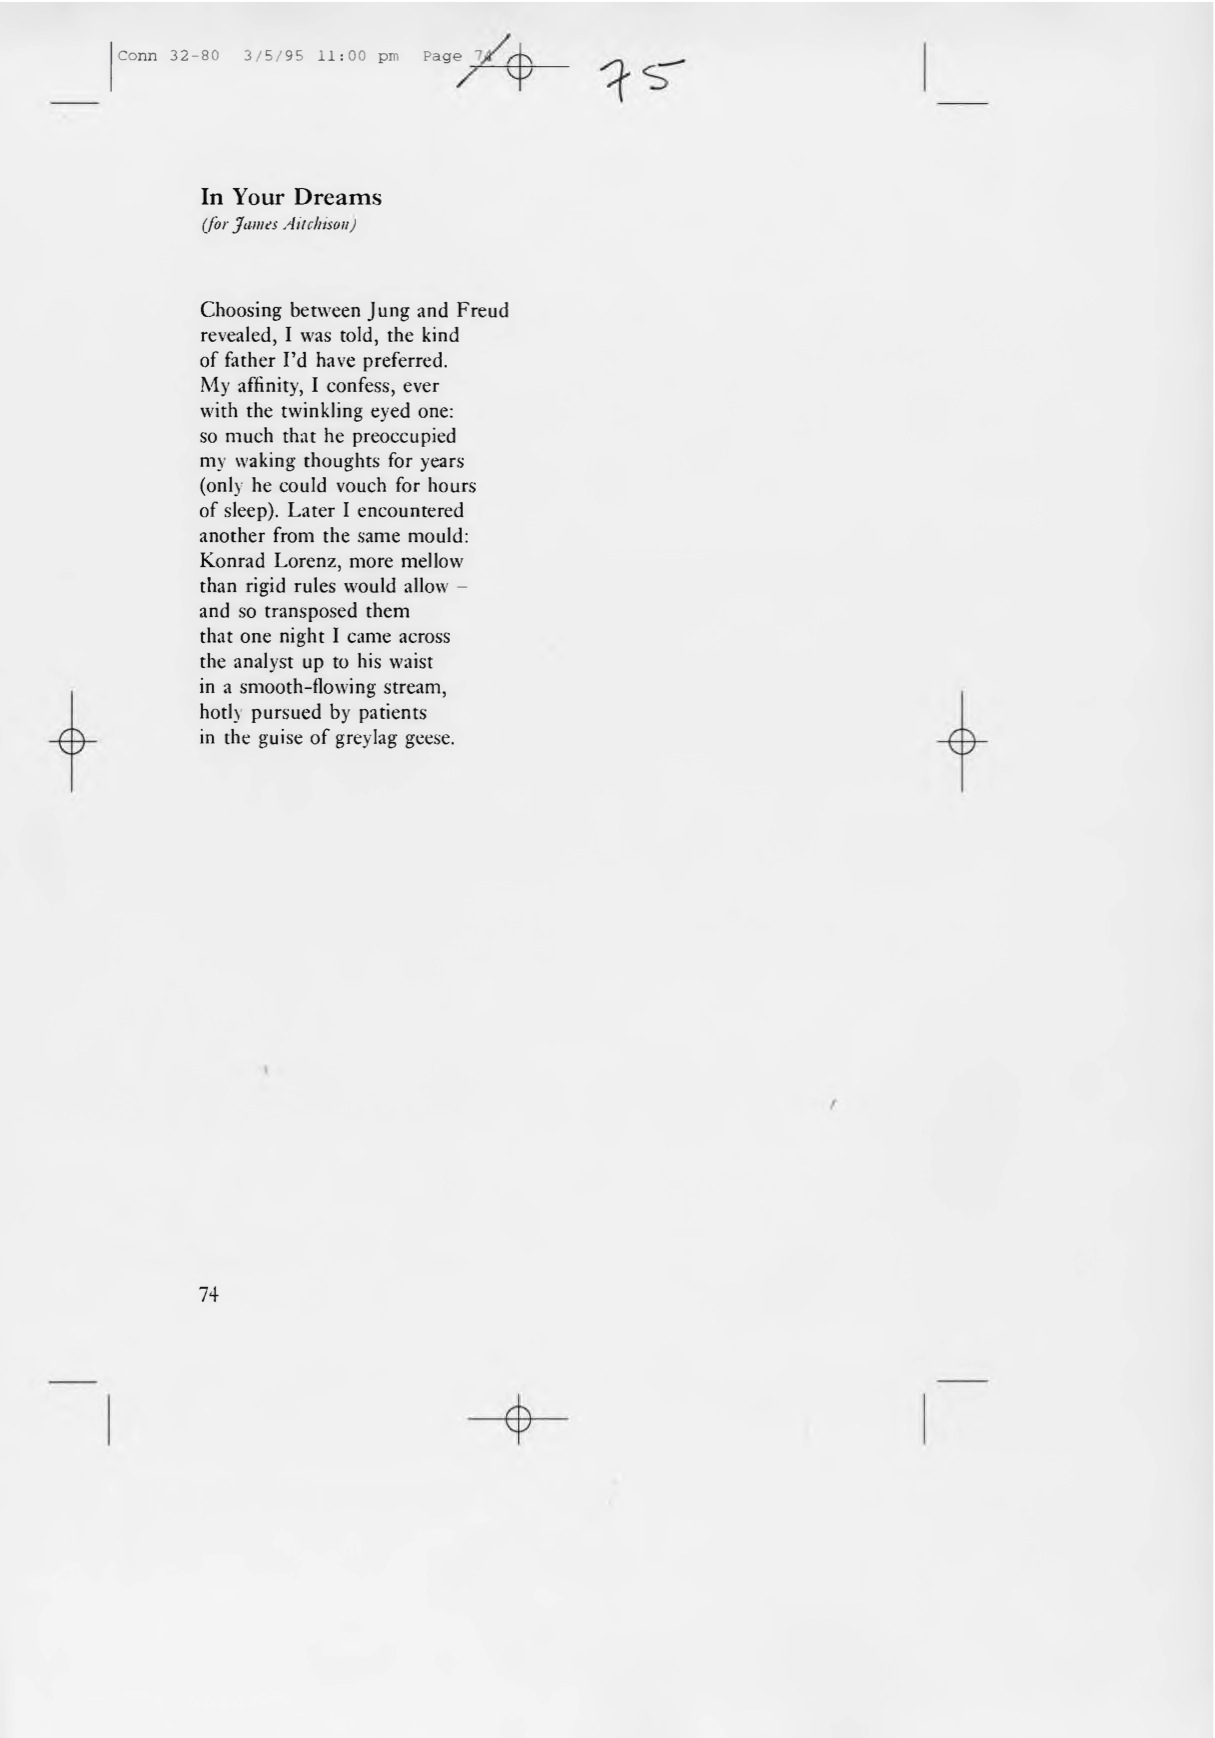 Conn 32-80 3/5/95 11:00 pm Page 74
75
In Your Dreams
(for James Aitchison)
Choosing between Jung and Freud
revealed, I was told, the kind
of father I'd have preferred.
My affinity, I confess, ever
with the twinkling eyed one:
so much that he preoccupied
my waking thoughts for years
(only he could vouch for hours
of sleep). Later I encountered
another from the same mould:
Konrad Lorenz, more mellow
than rigid rules would allow –
and so transposed them
that one night I came across
the analyst up to his waist
in a smooth-flowing stream,
hotly pursued by patients
in the guise of greylag geese.
74